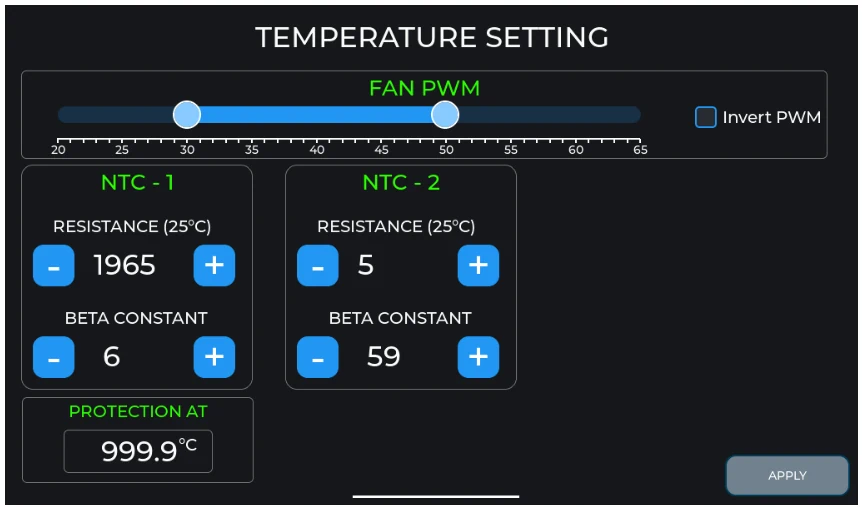 TEMPERATURE SETTING
FAN PWM
Invert PWM
20 25 30 35 40 45 50 55 60 65
NTC - 1
RESISTANCE (25°C)
- 1965 +
BETA CONSTANT
- 6 +
NTC - 2
RESISTANCE (25°C)
- 5 +
BETA CONSTANT
- 59 +
PROTECTION AT
999.9°C
APPLY